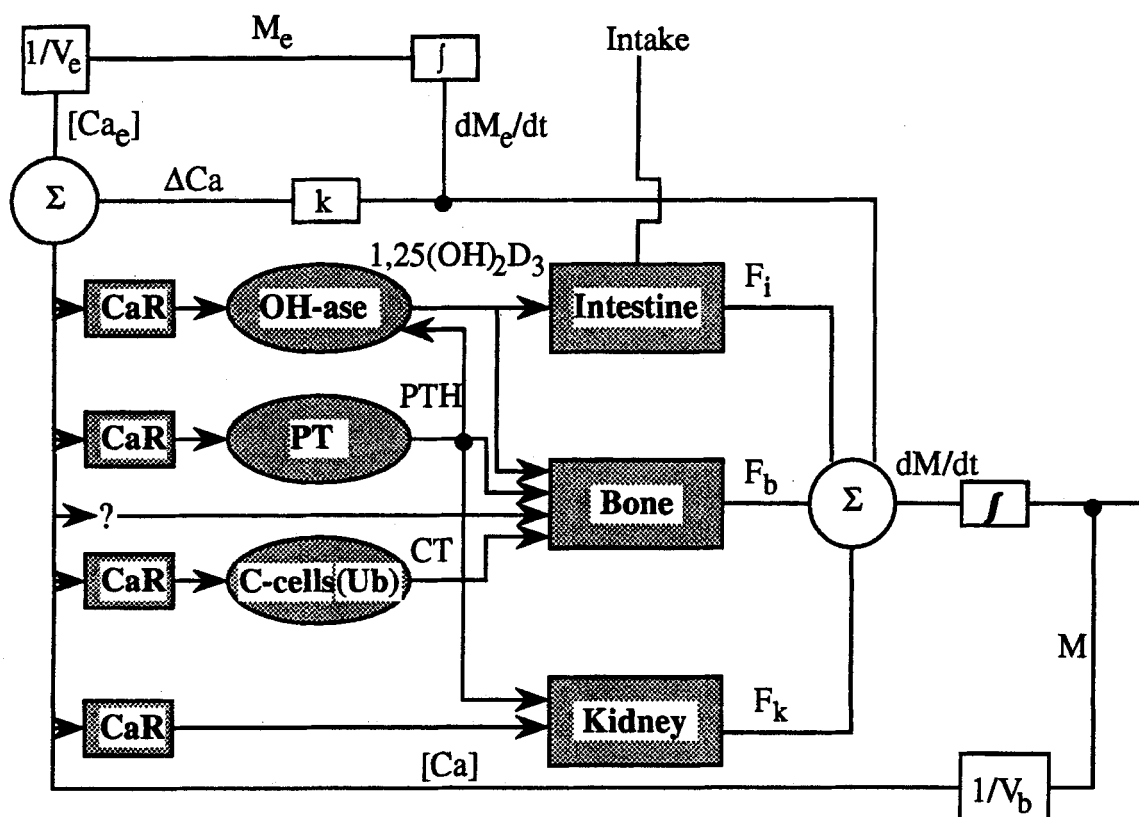 M_e
Intake
1/V_e
∫
[Ca_e]
dM_e/dt
Σ
ΔCa
k
1,25(OH)_2D_3
CaR
OH-ase
Intestine
F_i
PTH
CaR
PT
dM/dt
F_b
Bone
Σ
∫
?
CT
CaR
C-cells(Ub)
M
CaR
Kidney
F_k
[Ca]
1/V_b